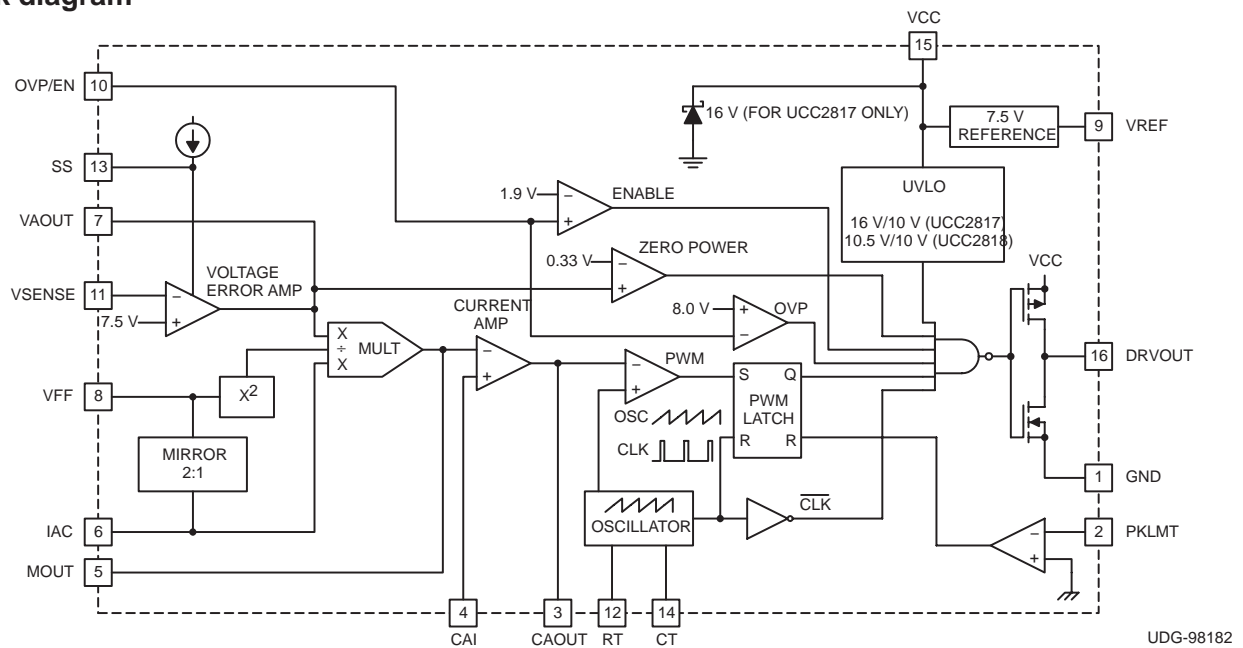 k diagram
VCC
15
OVP/EN 10
16 V (FOR UCC2817 ONLY)
7.5 V
REFERENCE
9 VREF
SS 13
UVLO
16 V/10 V (UCC2817)
10.5 V/10 V (UCC2818)
1.9 V
−
+
ENABLE
VAOUT 7
ZERO POWER
0.33 V
−
+
VCC
VOLTAGE
ERROR AMP
VSENSE 11
−
7.5 V
+
CURRENT
AMP
8.0 V
+
−
OVP
X
÷
X
MULT
−
+
−
+
PWM
16 DRVOUT
VFF 8
X2
S Q
PWM
LATCH
R R
OSC
CLK
MIRROR
2:1
1 GND
OSCILLATOR
CLK
2 PKLMT
−
+
IAC 6
MOUT 5
4 3 12 14
CAI CAOUT RT CT
UDG-98182